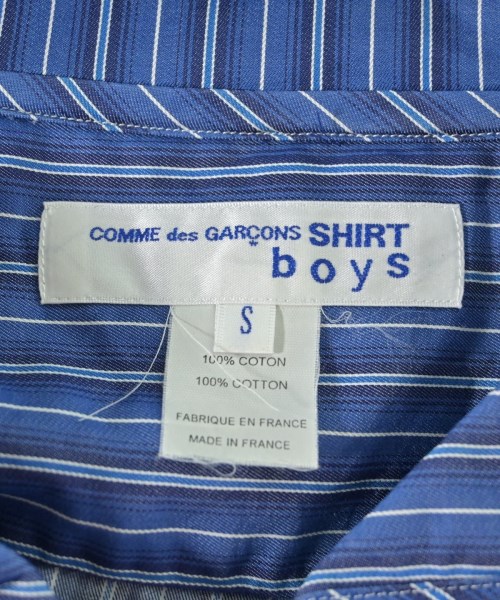 COMME des GARÇONS SHIRT
boys
S
100% COTON
100% COTTON
FABRIQUE EN FRANCE
MADE IN FRANCE